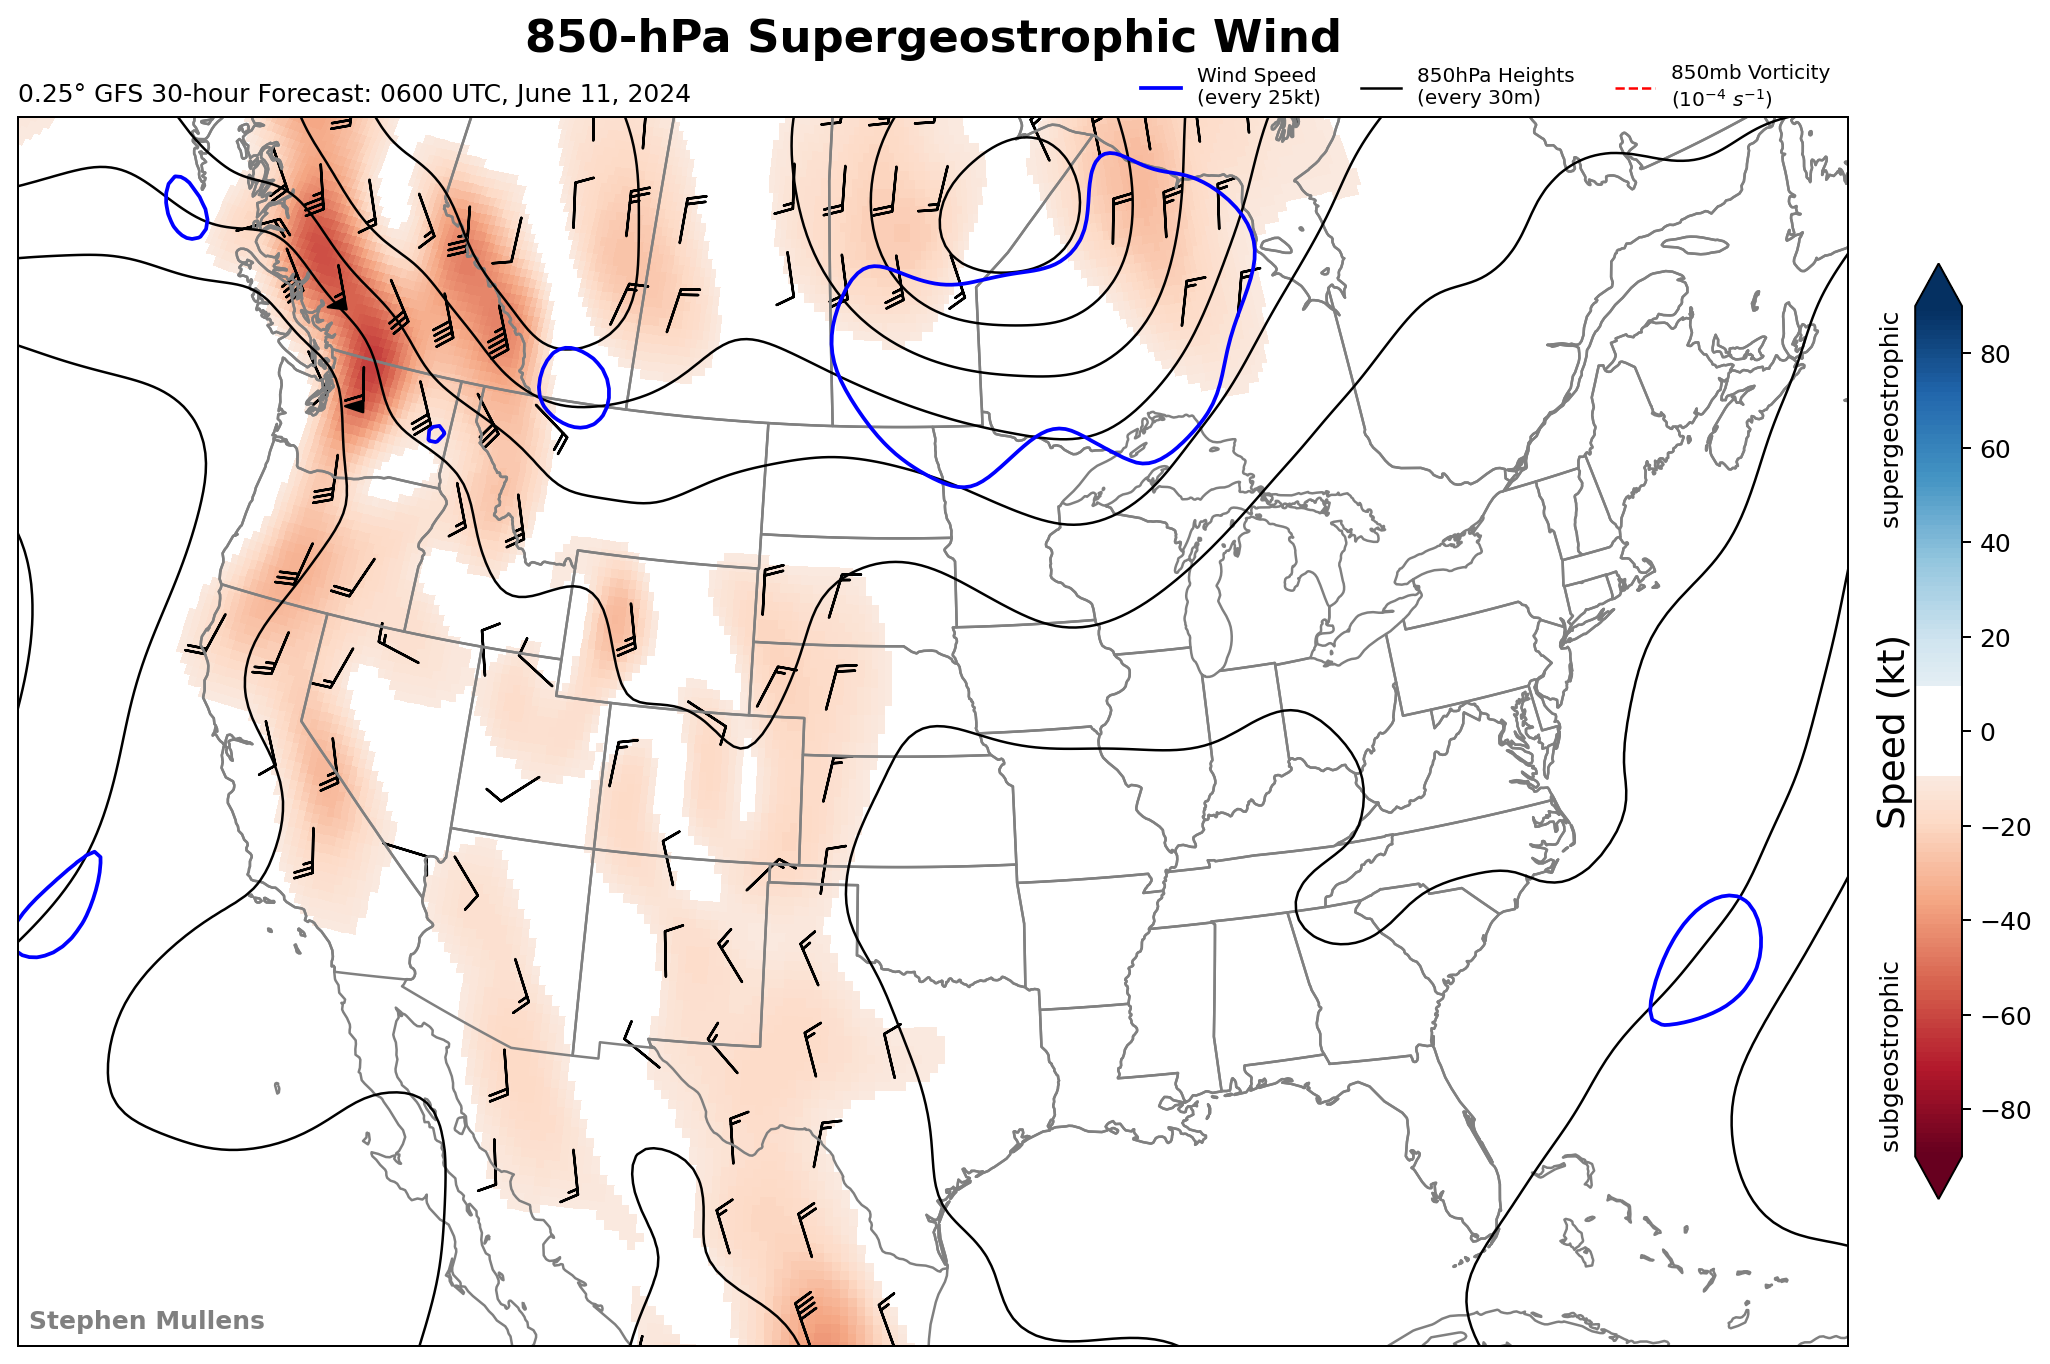 850-hPa Supergeostrophic Wind
0.25° GFS 30-hour Forecast: 0600 UTC, June 11, 2024
Wind Speed
(every 25kt)
850hPa Heights
(every 30m)
850mb Vorticity
(10⁻⁴ s⁻¹)
supergeostrophic
Speed (kt)
subgeostrophic
80
60
40
20
0
−20
−40
−60
−80
Stephen Mullens